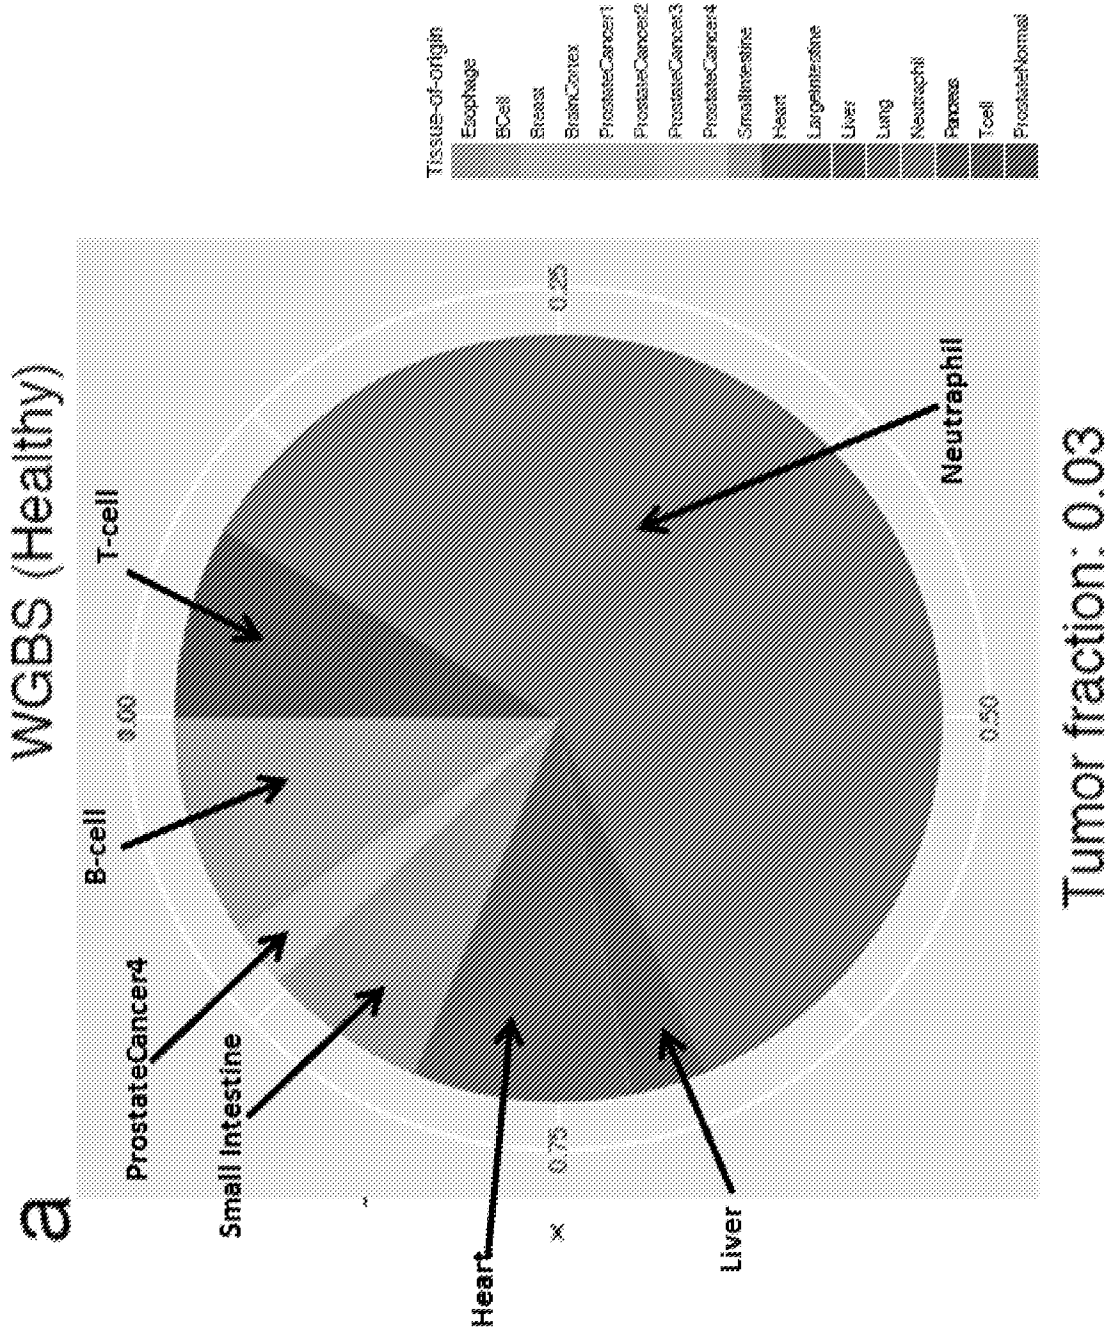 a
WGBS (Healthy)
T-cell
B-cell
ProstateCancer4
Small Intestine
Heart
Liver
Neutraphil
0.00
0.25
0.50
0.75
x
Tumor fraction: 0.03
Tissue-of-origin
Esophage
BCell
Breast
BrainCortex
ProstateCancer1
ProstateCancer2
ProstateCancer3
ProstateCancer4
SmallIntestine
Heart
LargeIntestine
Liver
Lung
Neutraphil
Pancreas
Tcell
ProstateNormal